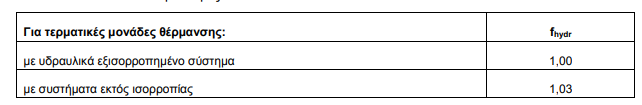 Για τερματικές μονάδες θέρμανσης: fhydr
με υδραυλικά εξισορροπημένο σύστημα 1,00
με συστήματα εκτός ισορροπίας 1,03